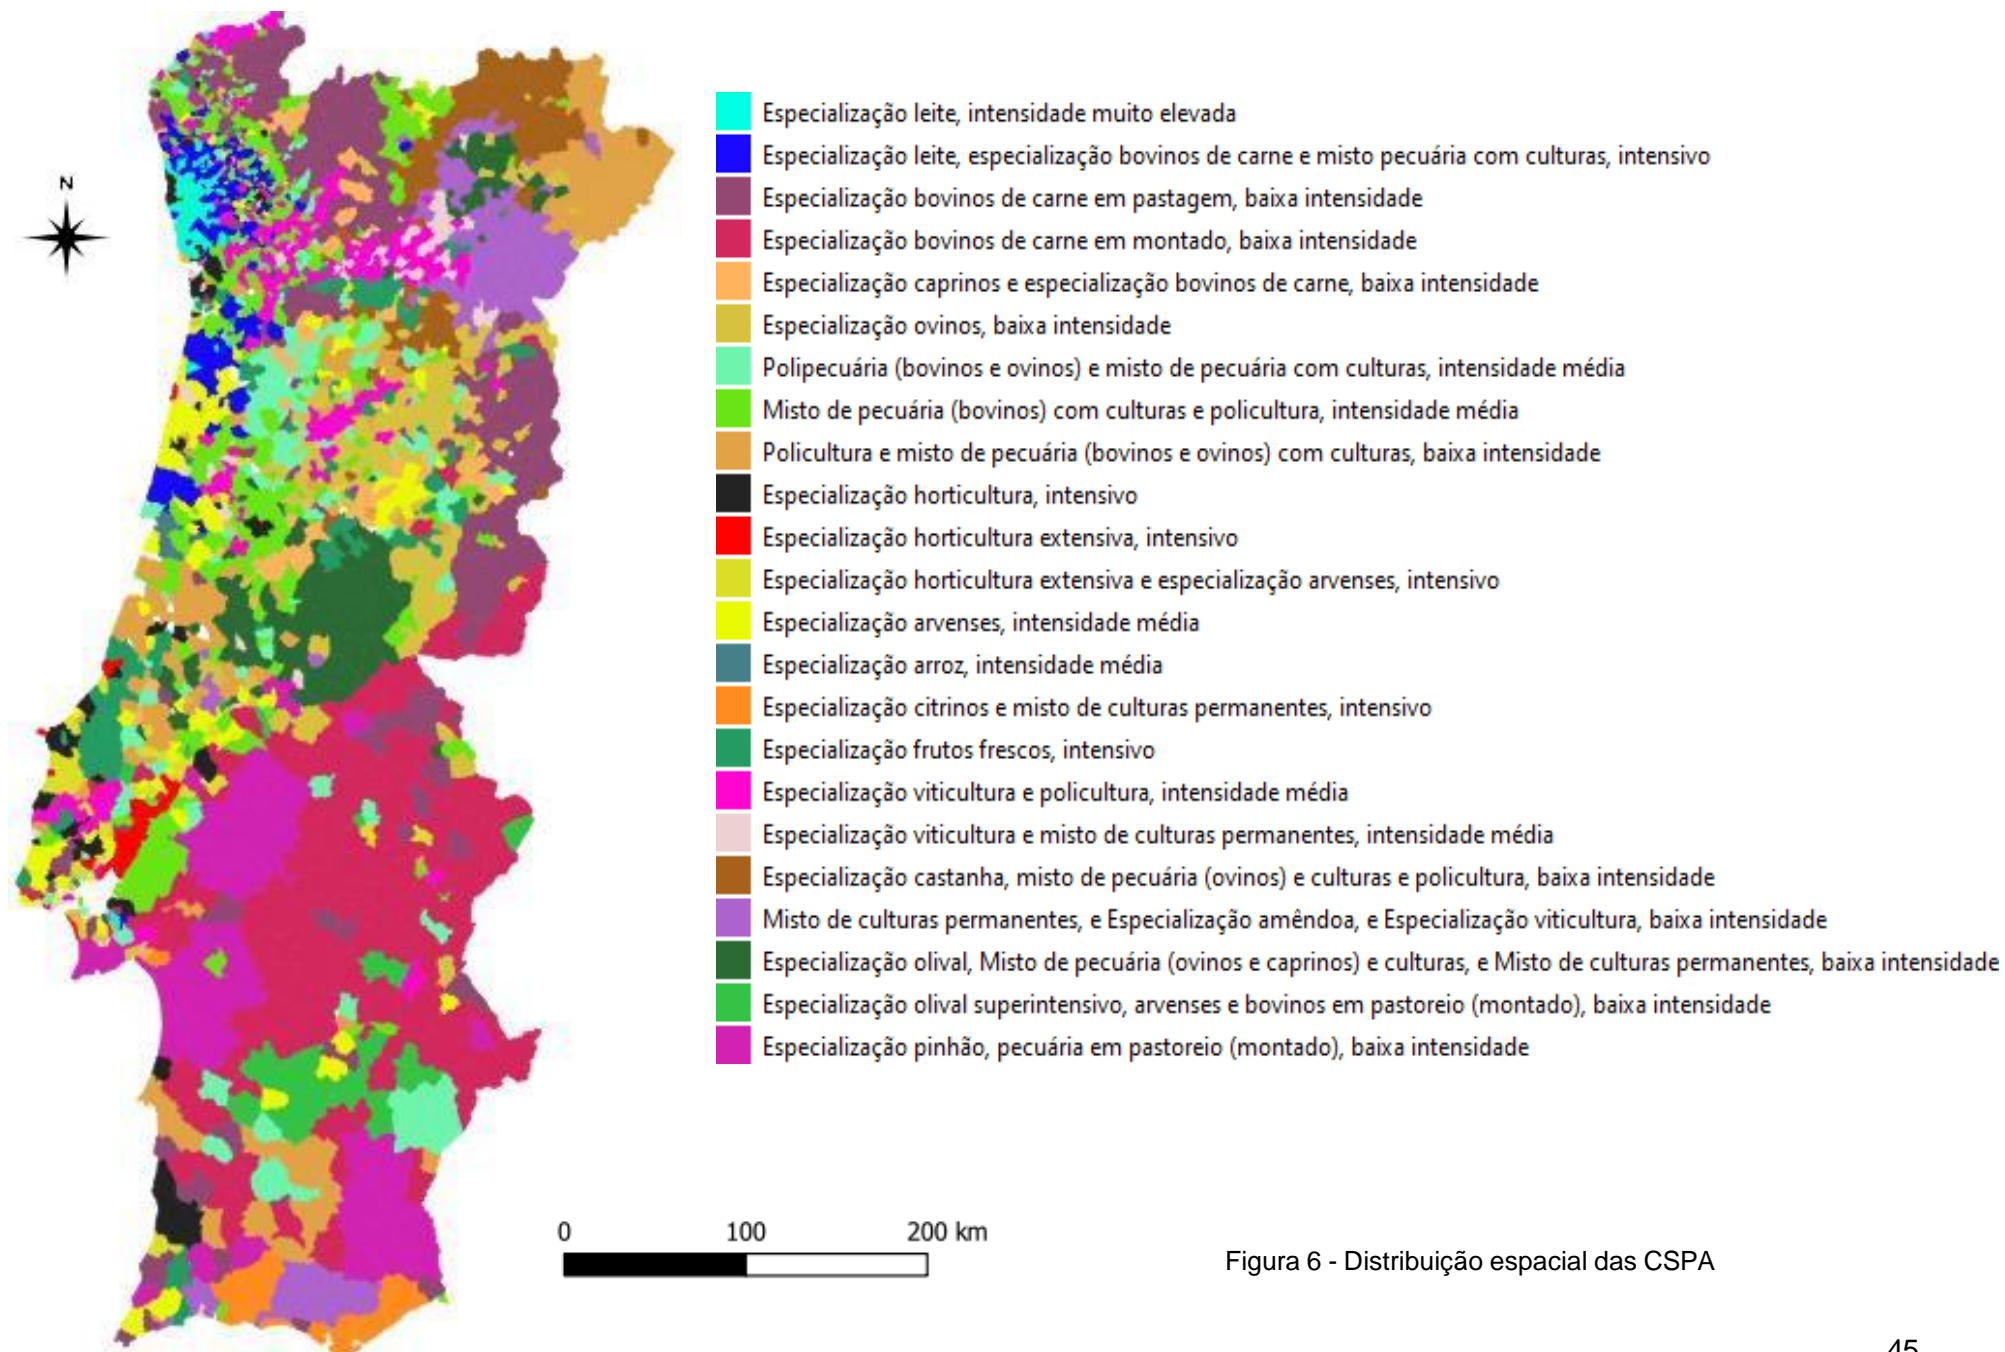 N
Especialização leite, intensidade muito elevada
Especialização leite, especialização bovinos de carne e misto pecuária com culturas, intensivo
Especialização bovinos de carne em pastagem, baixa intensidade
Especialização bovinos de carne em montado, baixa intensidade
Especialização caprinos e especialização bovinos de carne, baixa intensidade
Especialização ovinos, baixa intensidade
Polipecuária (bovinos e ovinos) e misto de pecuária com culturas, intensidade média
Misto de pecuária (bovinos) com culturas e policultura, intensidade média
Policultura e misto de pecuária (bovinos e ovinos) com culturas, baixa intensidade
Especialização horticultura, intensivo
Especialização horticultura extensiva, intensivo
Especialização horticultura extensiva e especialização arvenses, intensivo
Especialização arvenses, intensidade média
Especialização arroz, intensidade média
Especialização citrinos e misto de culturas permanentes, intensivo
Especialização frutos frescos, intensivo
Especialização viticultura e policultura, intensidade média
Especialização viticultura e misto de culturas permanentes, intensidade média
Especialização castanha, misto de pecuária (ovinos) e culturas e policultura, baixa intensidade
Misto de culturas permanentes, e Especialização amêndoa, e Especialização viticultura, baixa intensidade
Especialização olival, Misto de pecuária (ovinos e caprinos) e culturas, e Misto de culturas permanentes, baixa intensidade
Especialização olival superintensivo, arvenses e bovinos em pastoreio (montado), baixa intensidade
Especialização pinhão, pecuária em pastoreio (montado), baixa intensidade
0 100 200 km
Figura 6 - Distribuição espacial das CSPA
45